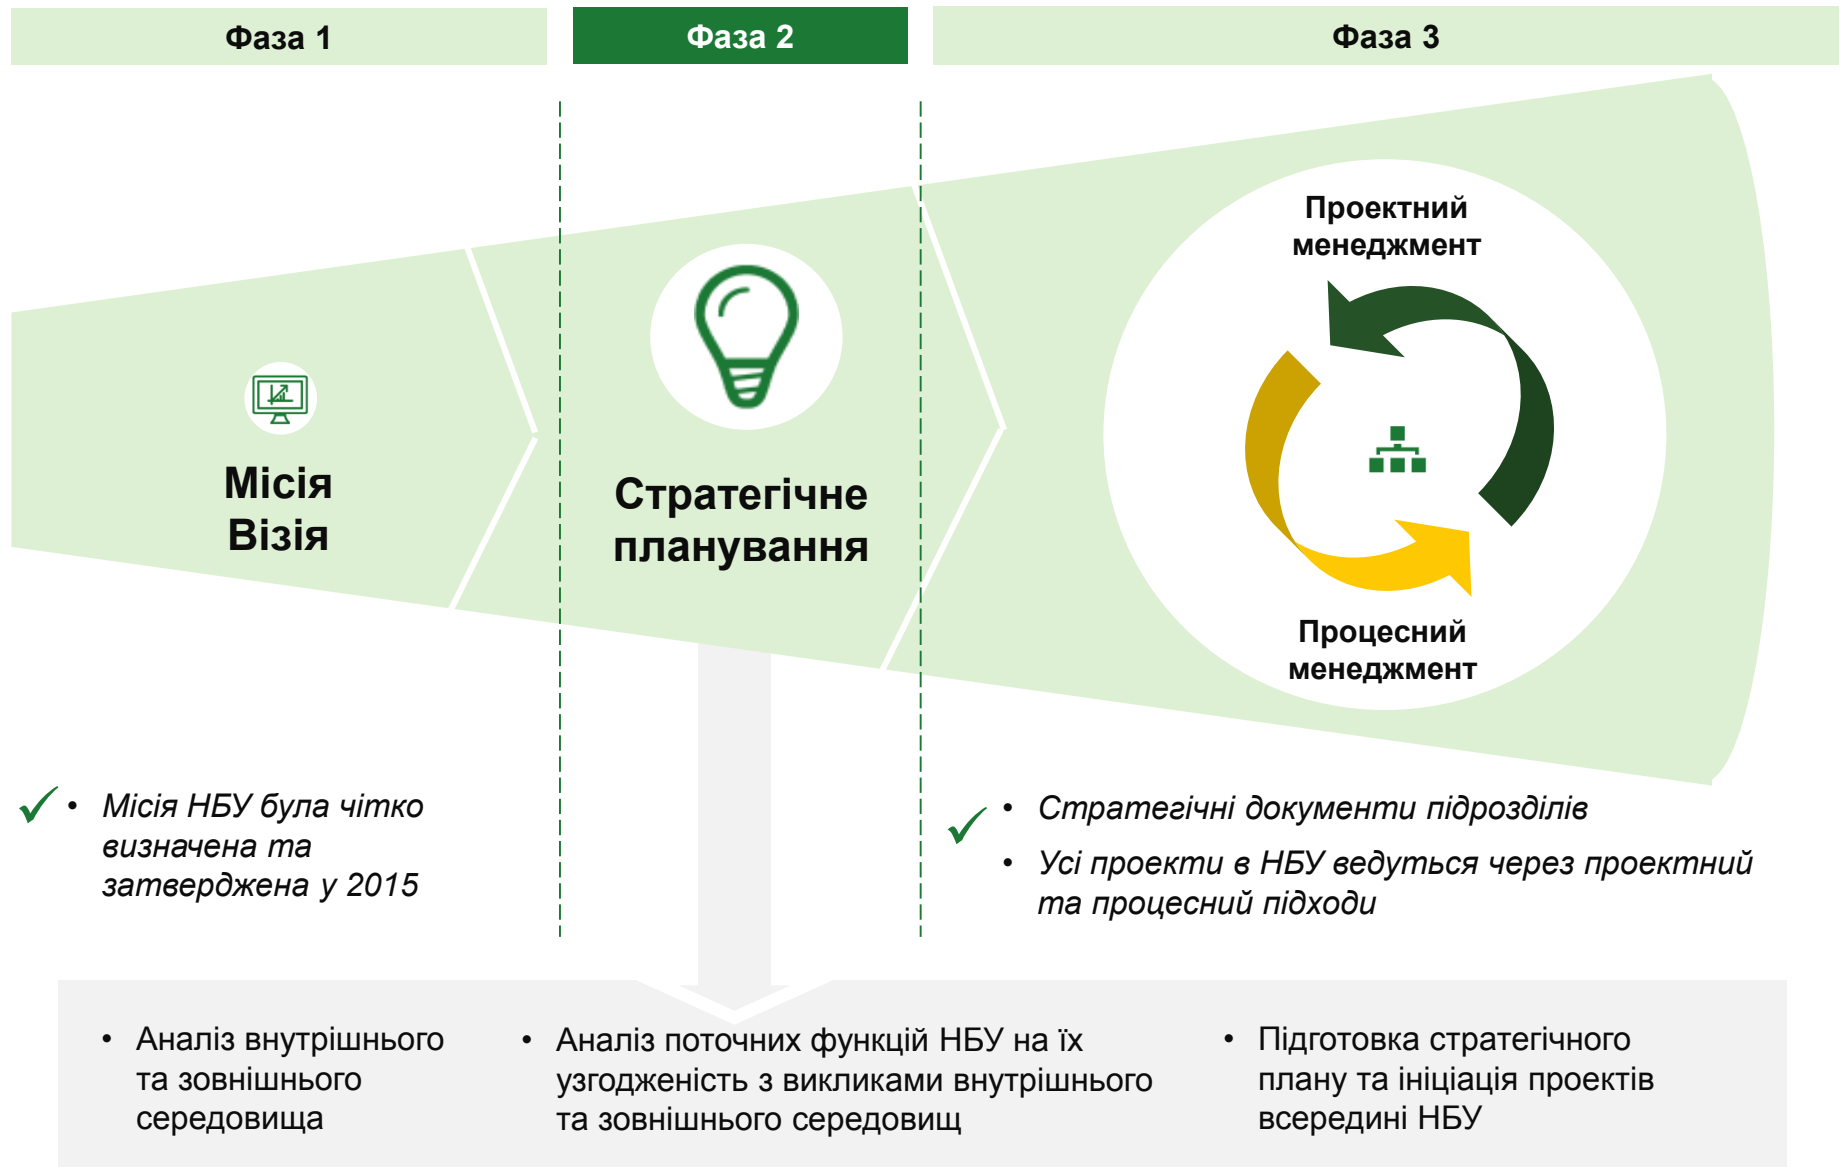 Фаза 1
Фаза 2
Фаза 3
Місія
Візія
Стратегічне
планування
Проектний
менеджмент
Процесний
менеджмент
• Місія НБУ була чітко
визначена та
затверджена у 2015
• Стратегічні документи підрозділів
• Усі проекти в НБУ ведуться через проектний
та процесний підходи
• Аналіз внутрішнього
та зовнішнього
середовища
• Аналіз поточних функцій НБУ на їх
узгодженість з викликами внутрішнього
та зовнішнього середовищ
• Підготовка стратегічного
плану та ініціація проектів
всередині НБУ